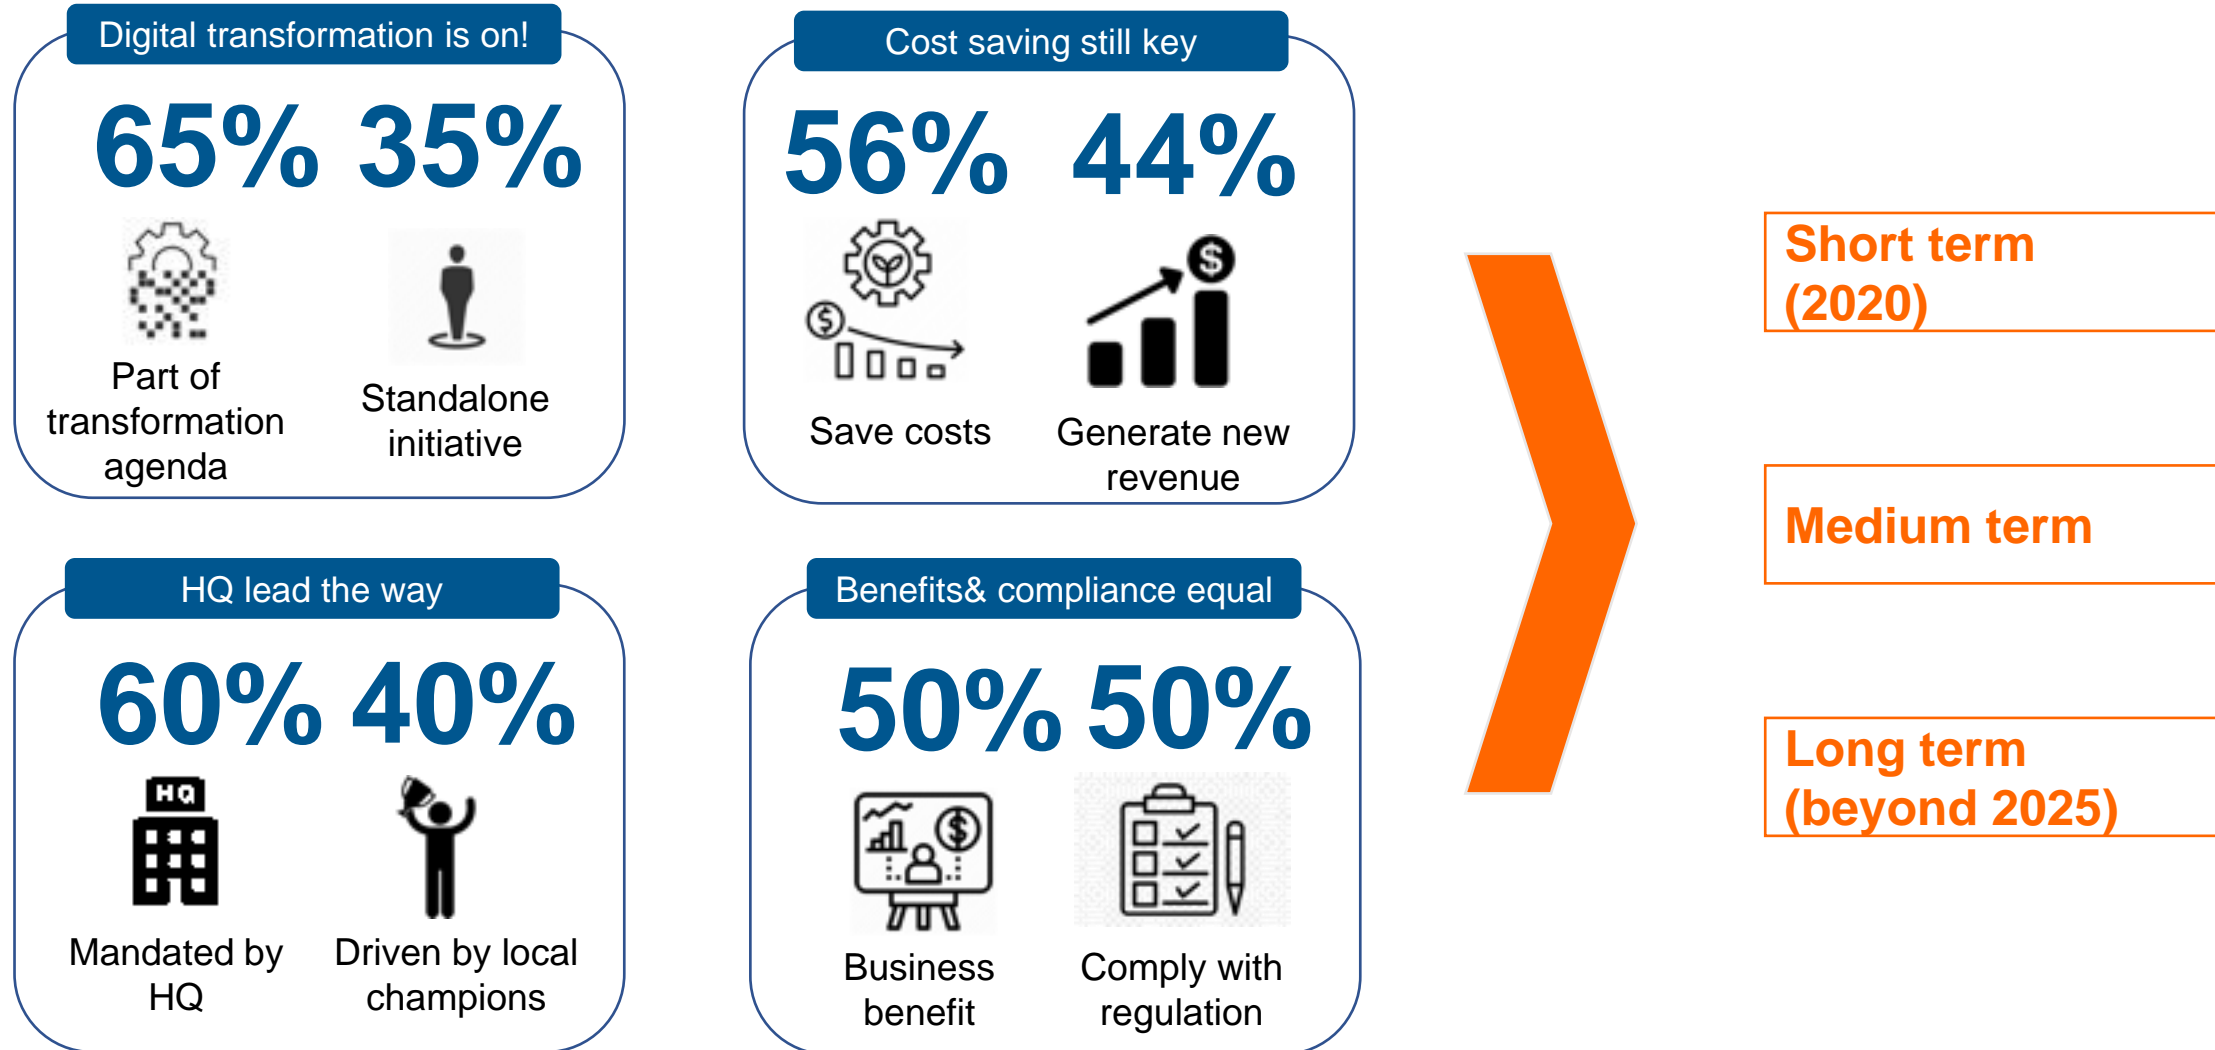 Digital transformation is on!
65% 35%
Part of
transformation
agenda
Standalone
initiative
Cost saving still key
56% 44%
$
$
Save costs
Generate new
revenue
HQ lead the way
60% 40%
HQ
Mandated by
HQ
Driven by local
champions
Benefits& compliance equal
50% 50%
$
Business
benefit
Comply with
regulation
Short term
(2020)
Medium term
Long term
(beyond 2025)